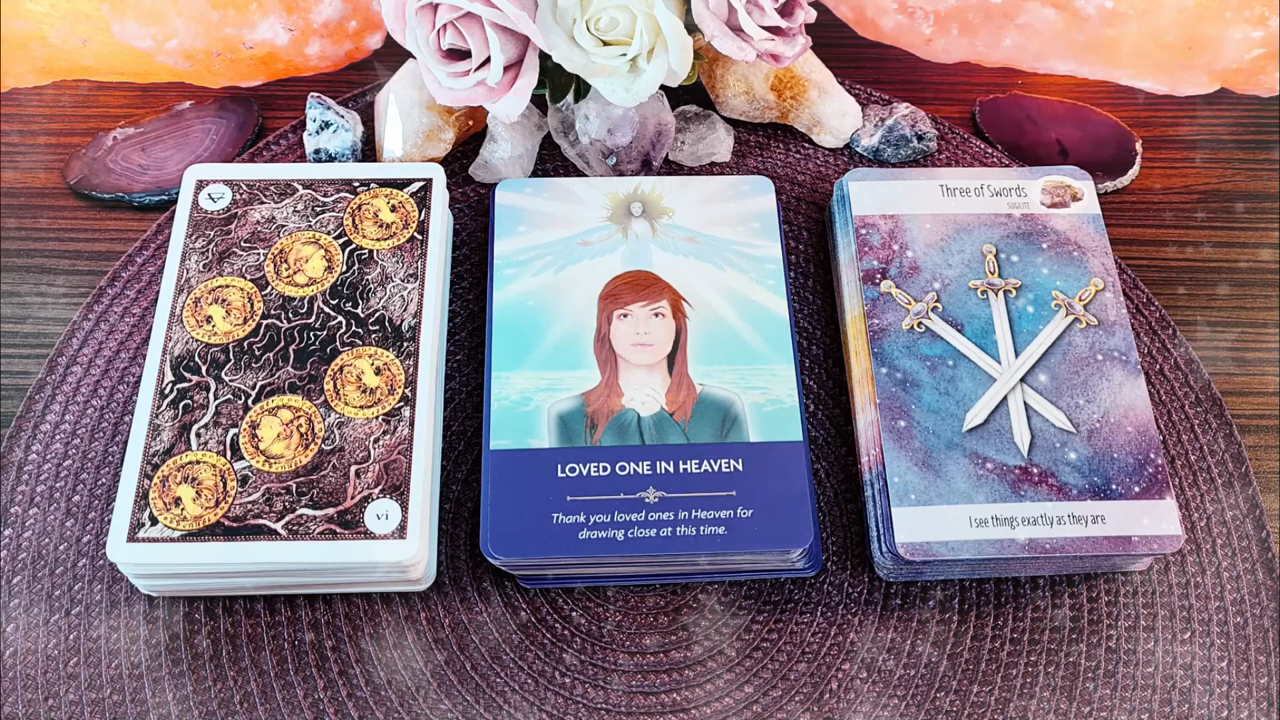 vi
LOVED ONE IN HEAVEN
Thank you loved ones in Heaven for
drawing close at this time.
Three of Swords
SUGILITE
I see things exactly as they are